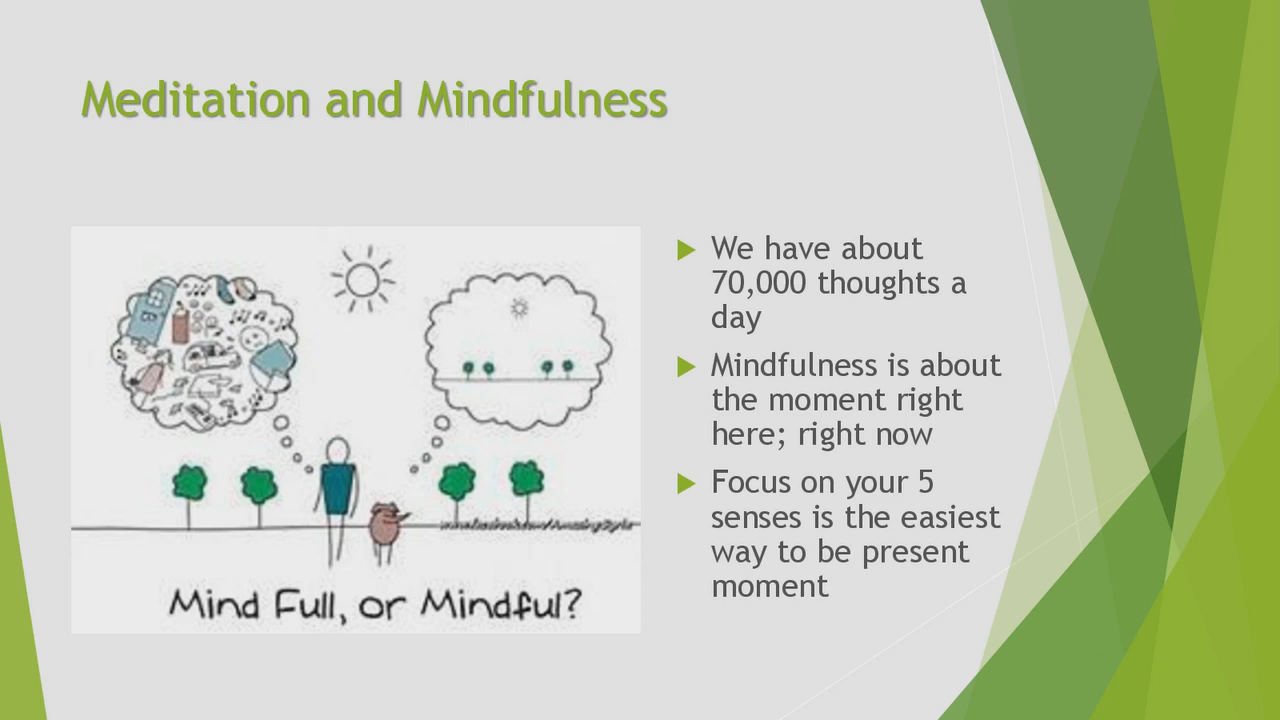 Meditation and Mindfulness
We have about
70,000 thoughts a
day
Mindfulness is about
the moment right
here; right now
Focus on your 5
senses is the easiest
way to be present
moment
Mind Full, or Mindful?